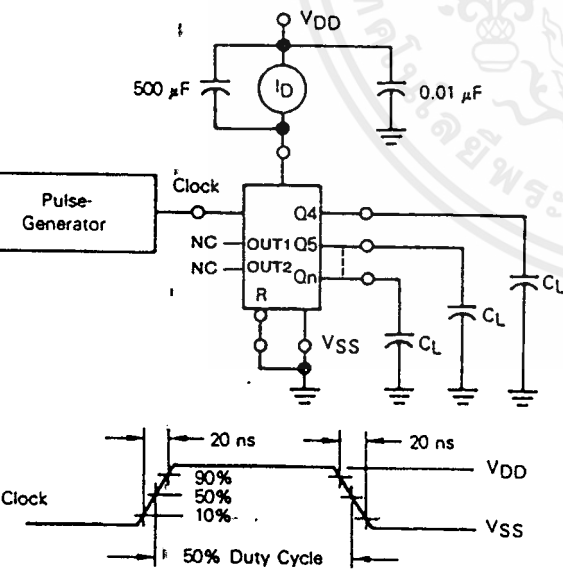 VDD
500 µF
ID
0.01 µF
Pulse-
Generator
Clock
Q4
NC
OUT1
Q5
NC
OUT2
Qn
R
VSS
CL
CL
CL
20 ns
20 ns
90%
50%
10%
Clock
VDD
VSS
50% Duty Cycle